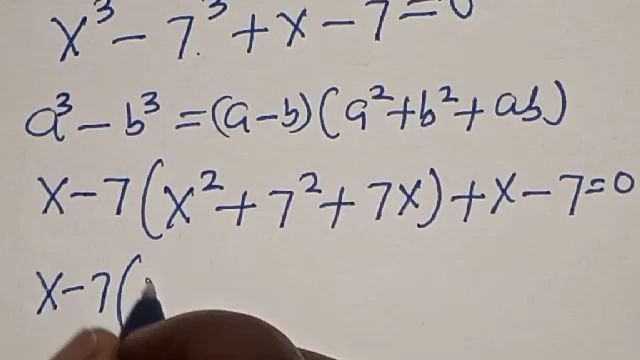 x³ - 7³ + x - 7 = 0
a³ - b³ = (a - b)(a² + b² + ab)
x - 7(x² + 7² + 7x) + x - 7 = 0
x - 7(